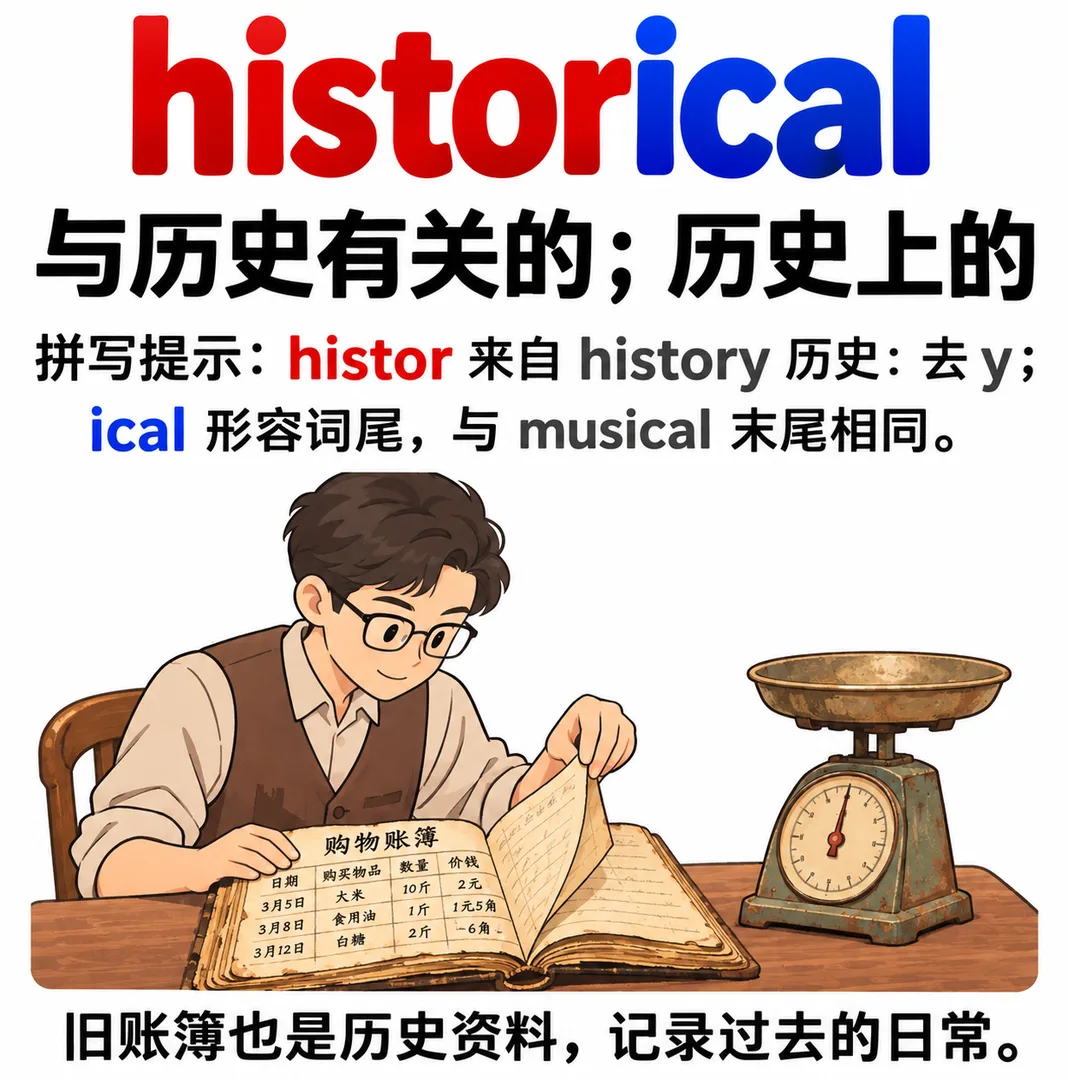 historical
与历史有关的；历史上的
拼写提示：histor 来自 history 历史：去 y；
ical 形容词尾，与 musical 末尾相同。
购物账簿
日期 购买物品 数量 价钱
3月5日 大米 10斤 2元
3月8日 食用油 1斤 1元5角
3月12日 白糖 2斤 6角
旧账簿也是历史资料，记录过去的日常。